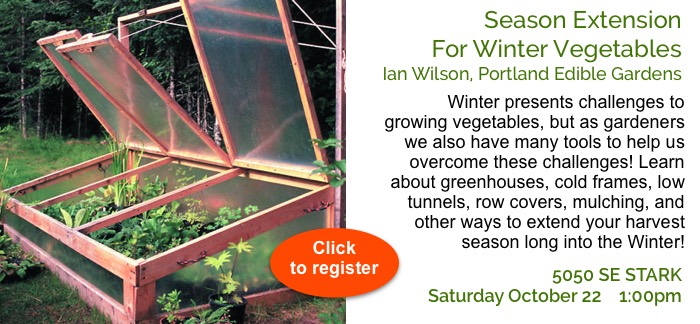 Season Extension
For Winter Vegetables
Ian Wilson, Portland Edible Gardens
Winter presents challenges to
growing vegetables, but as gardeners
we also have many tools to help us
overcome these challenges! Learn
about greenhouses, cold frames, low
tunnels, row covers, mulching, and
other ways to extend your harvest
season long into the Winter!
Click
to register
5050 SE STARK
Saturday October 22 1:00pm